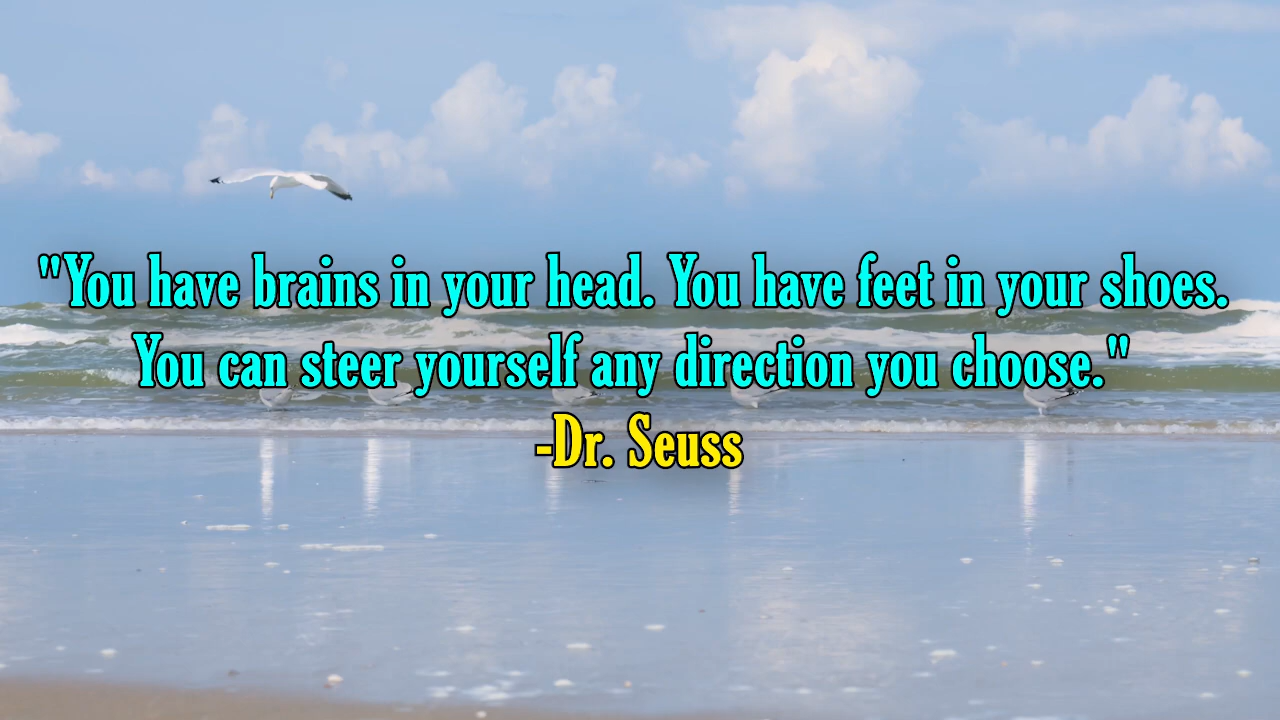 "You have brains in your head. You have feet in your shoes.
You can steer yourself any direction you choose."
-Dr. Seuss